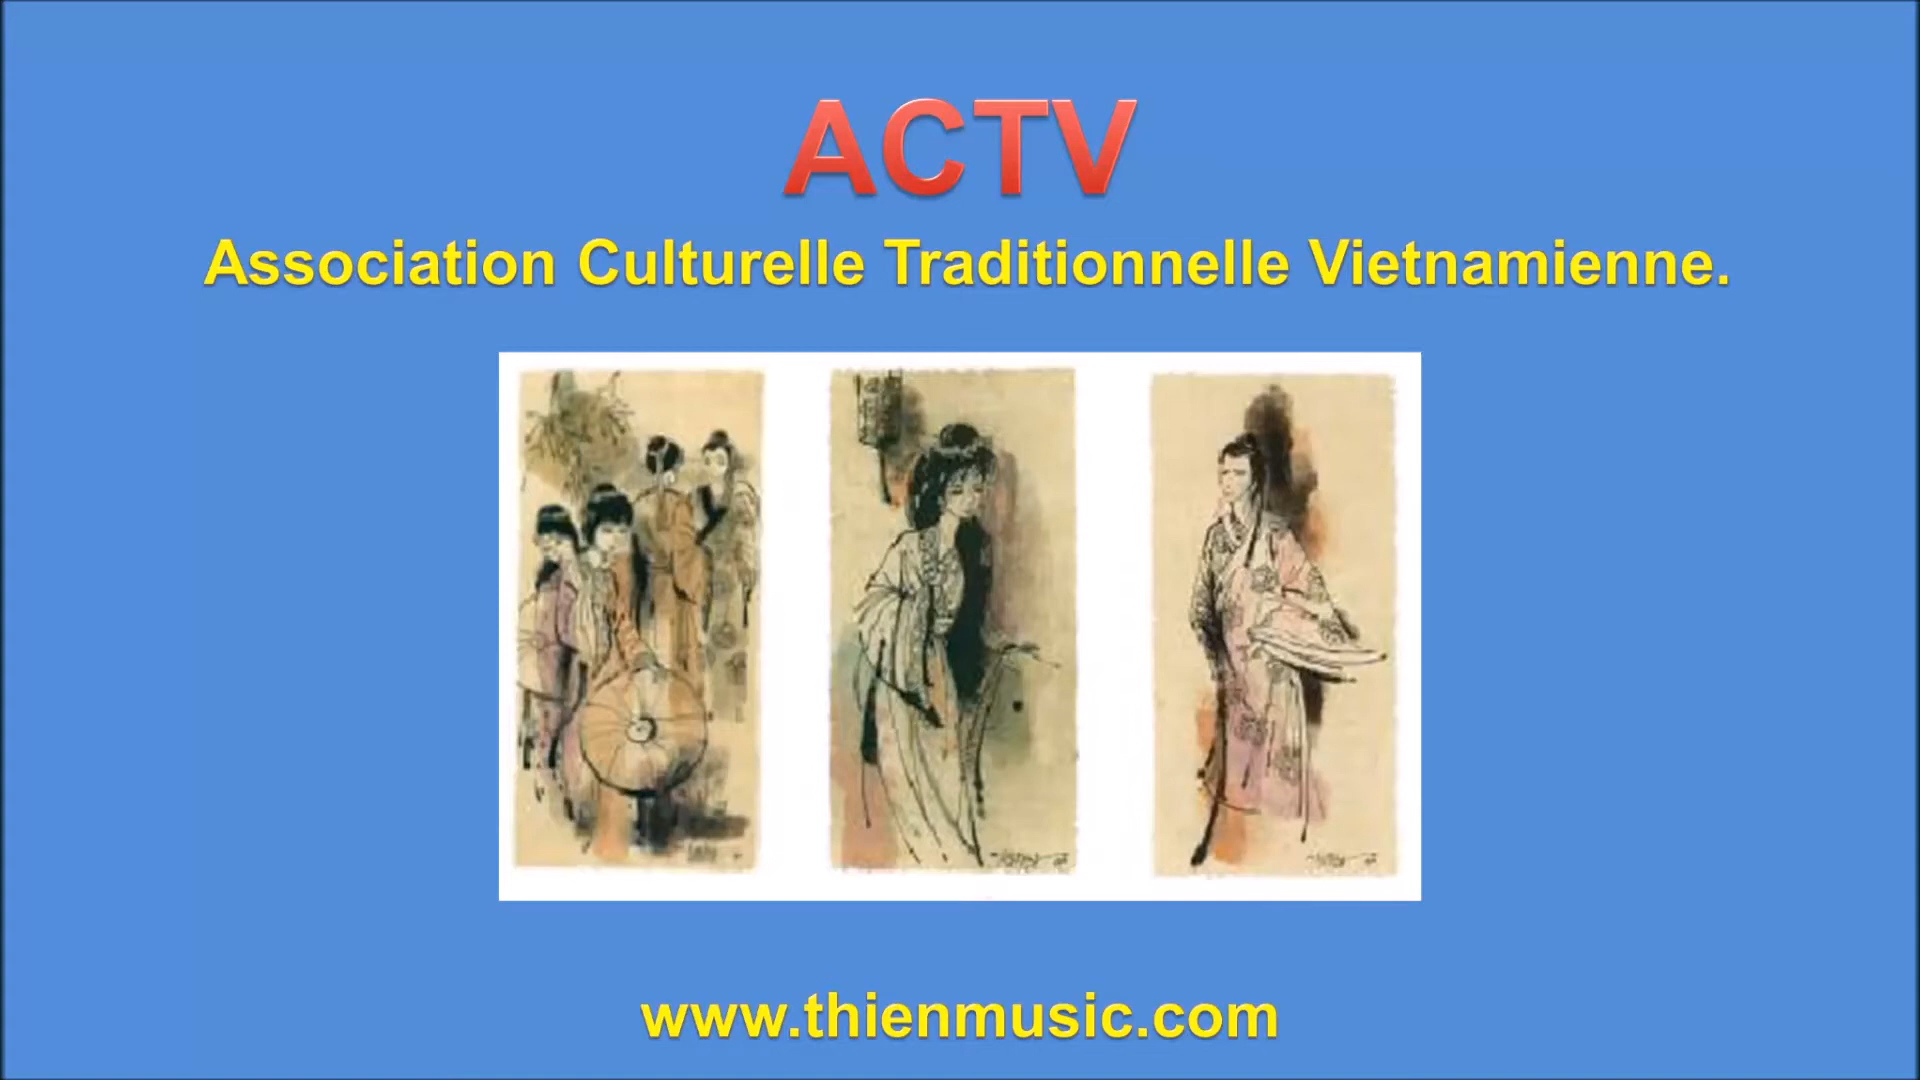 ACTV
Association Culturelle Traditionnelle Vietnamienne.
www.thienmusic.com